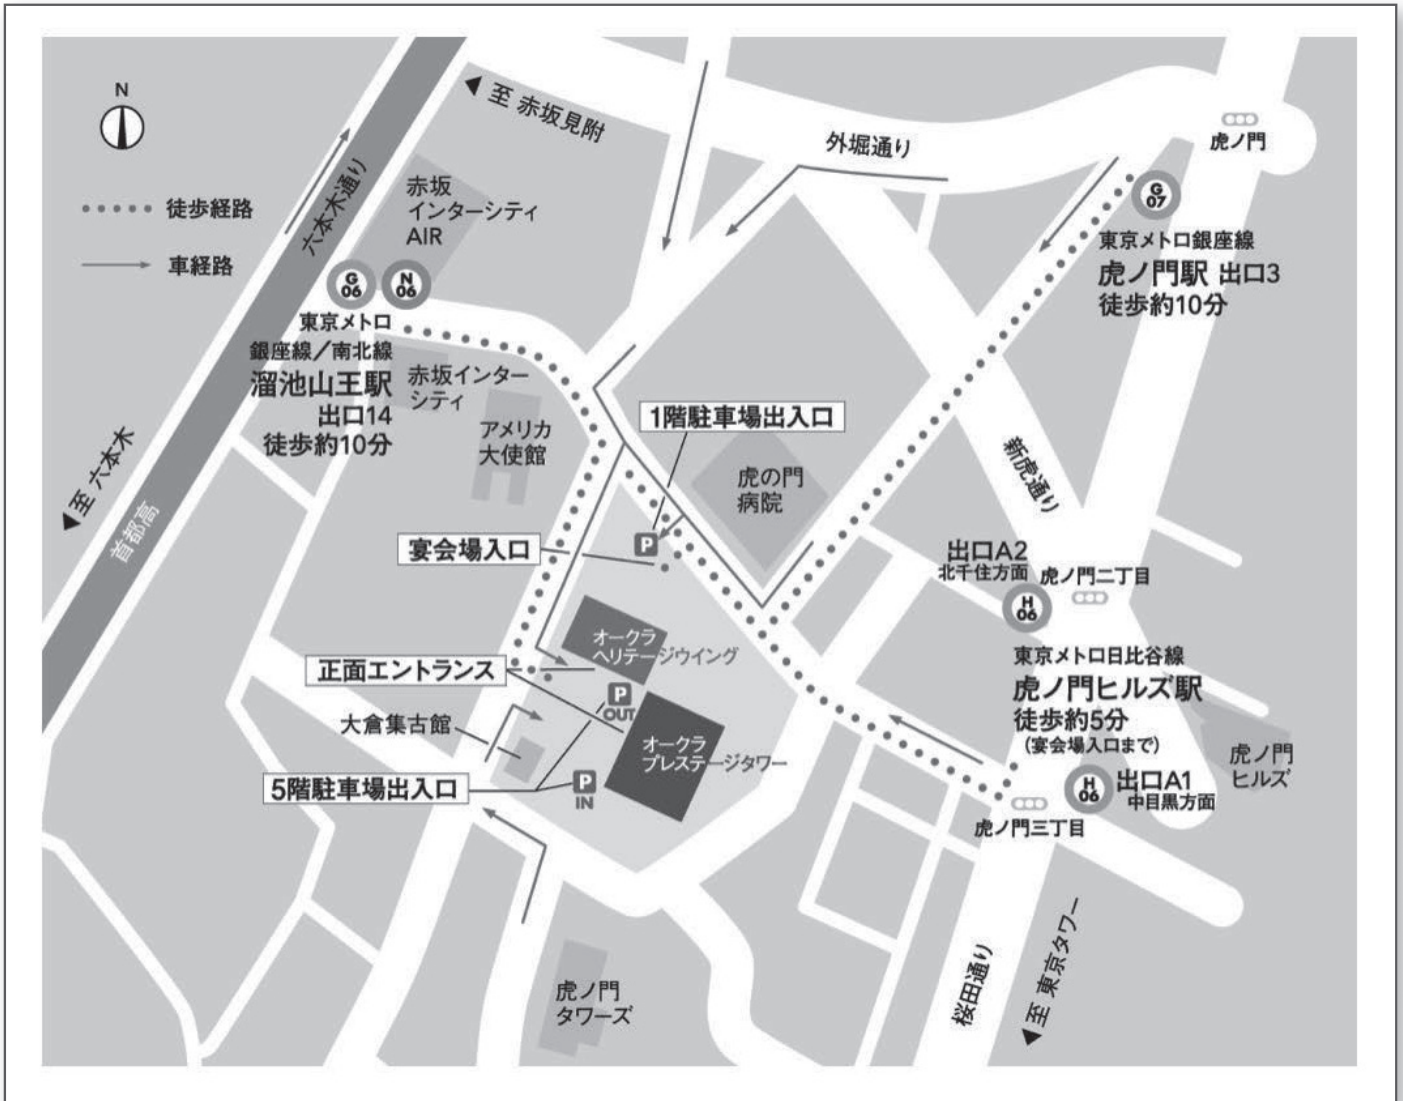 N
徒歩経路
車経路
至 赤坂見附
外堀通り
虎ノ門
六本木通り
赤坂
インターシティ
AIR
G
06
N
06
東京メトロ
銀座線／南北線
溜池山王駅
出口14
徒歩約10分
G
07
東京メトロ銀座線
虎ノ門駅 出口3
徒歩約10分
赤坂インター
シティ
アメリカ
大使館
1階駐車場出入口
虎の門
病院
新虎通り
至 六本木
首都高
宴会場入口
P
出口A2
北千住方面
虎ノ門二丁目
H
06
オークラ
ヘリテージウイング
正面エントランス
P
OUT
東京メトロ日比谷線
虎ノ門ヒルズ駅
徒歩約5分
（宴会場入口まで）
大倉集古館
オークラ
プレステージタワー
虎ノ門
ヒルズ
5階駐車場出入口
P
IN
H
06
出口A1
中目黒方面
虎ノ門三丁目
虎ノ門
タワーズ
桜田通り
至 東京タワー